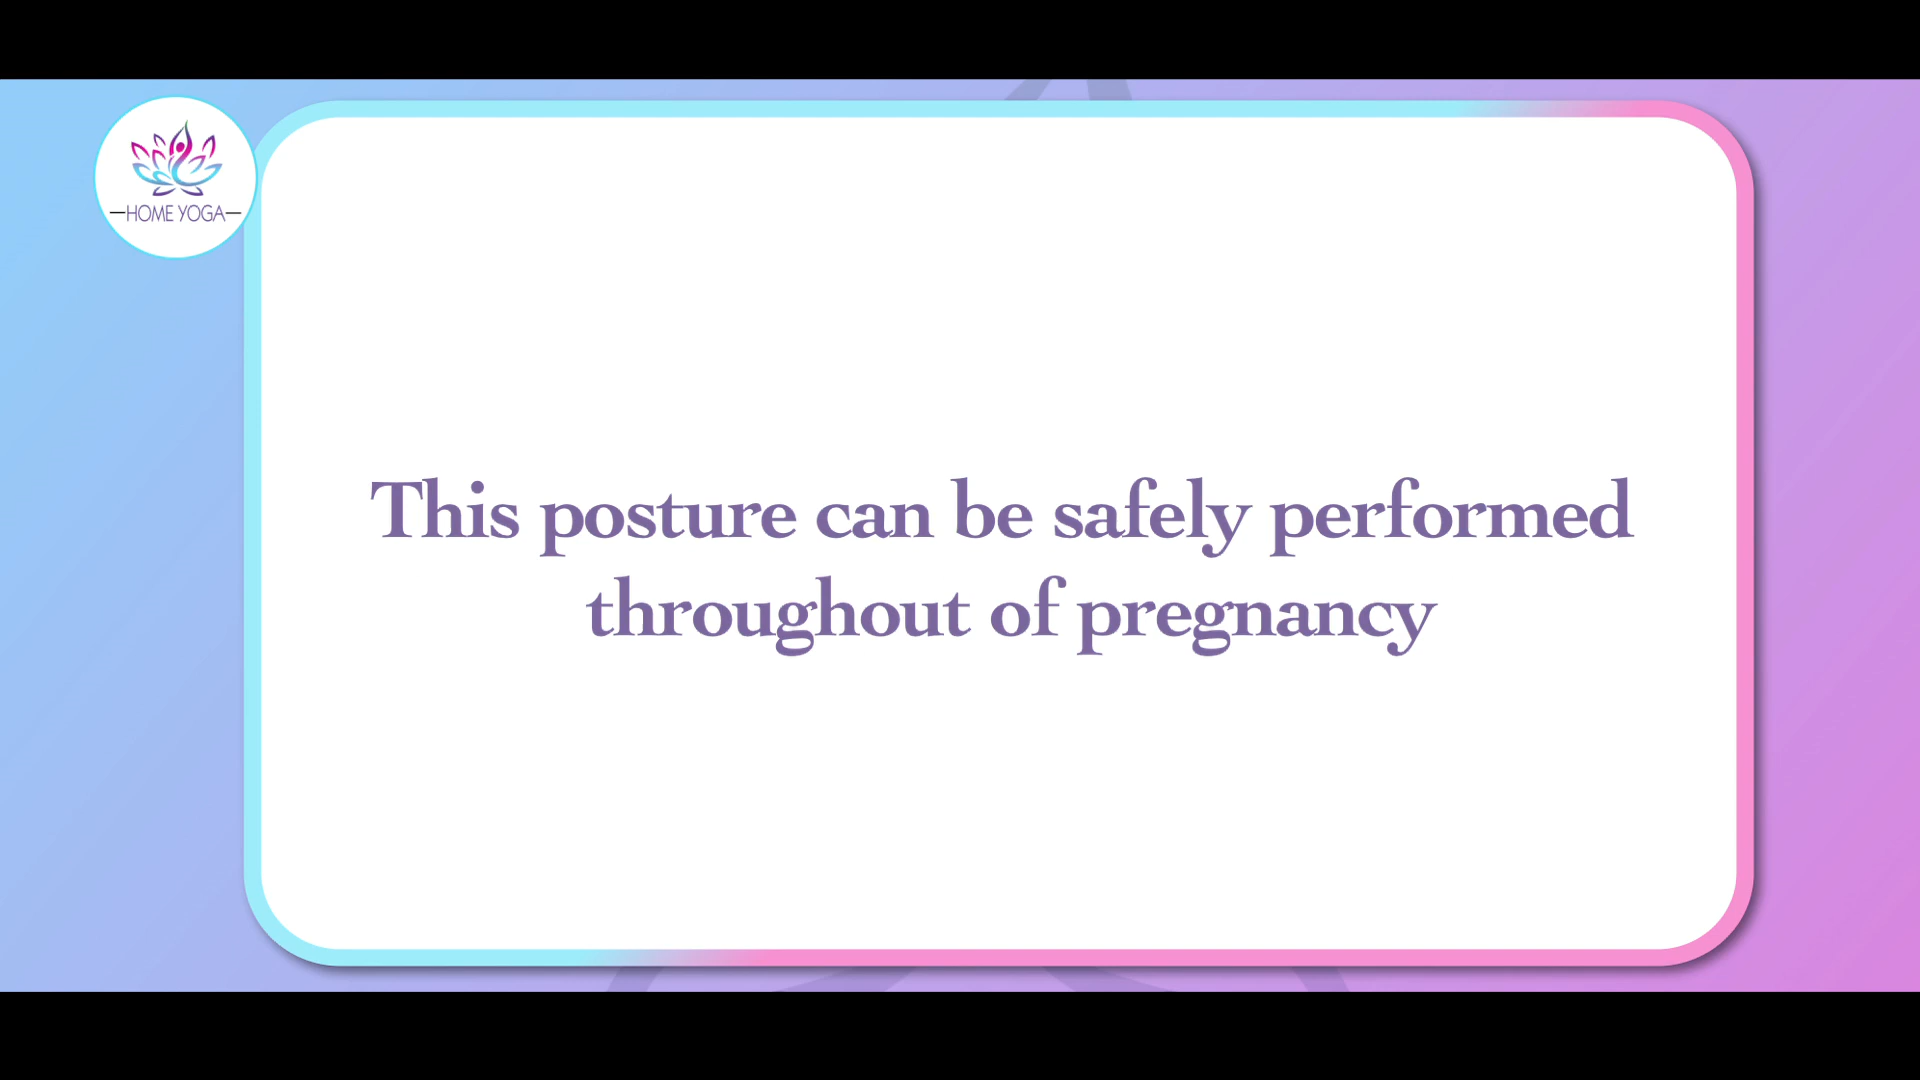 HOME YOGA
This posture can be safely performed
throughout of pregnancy